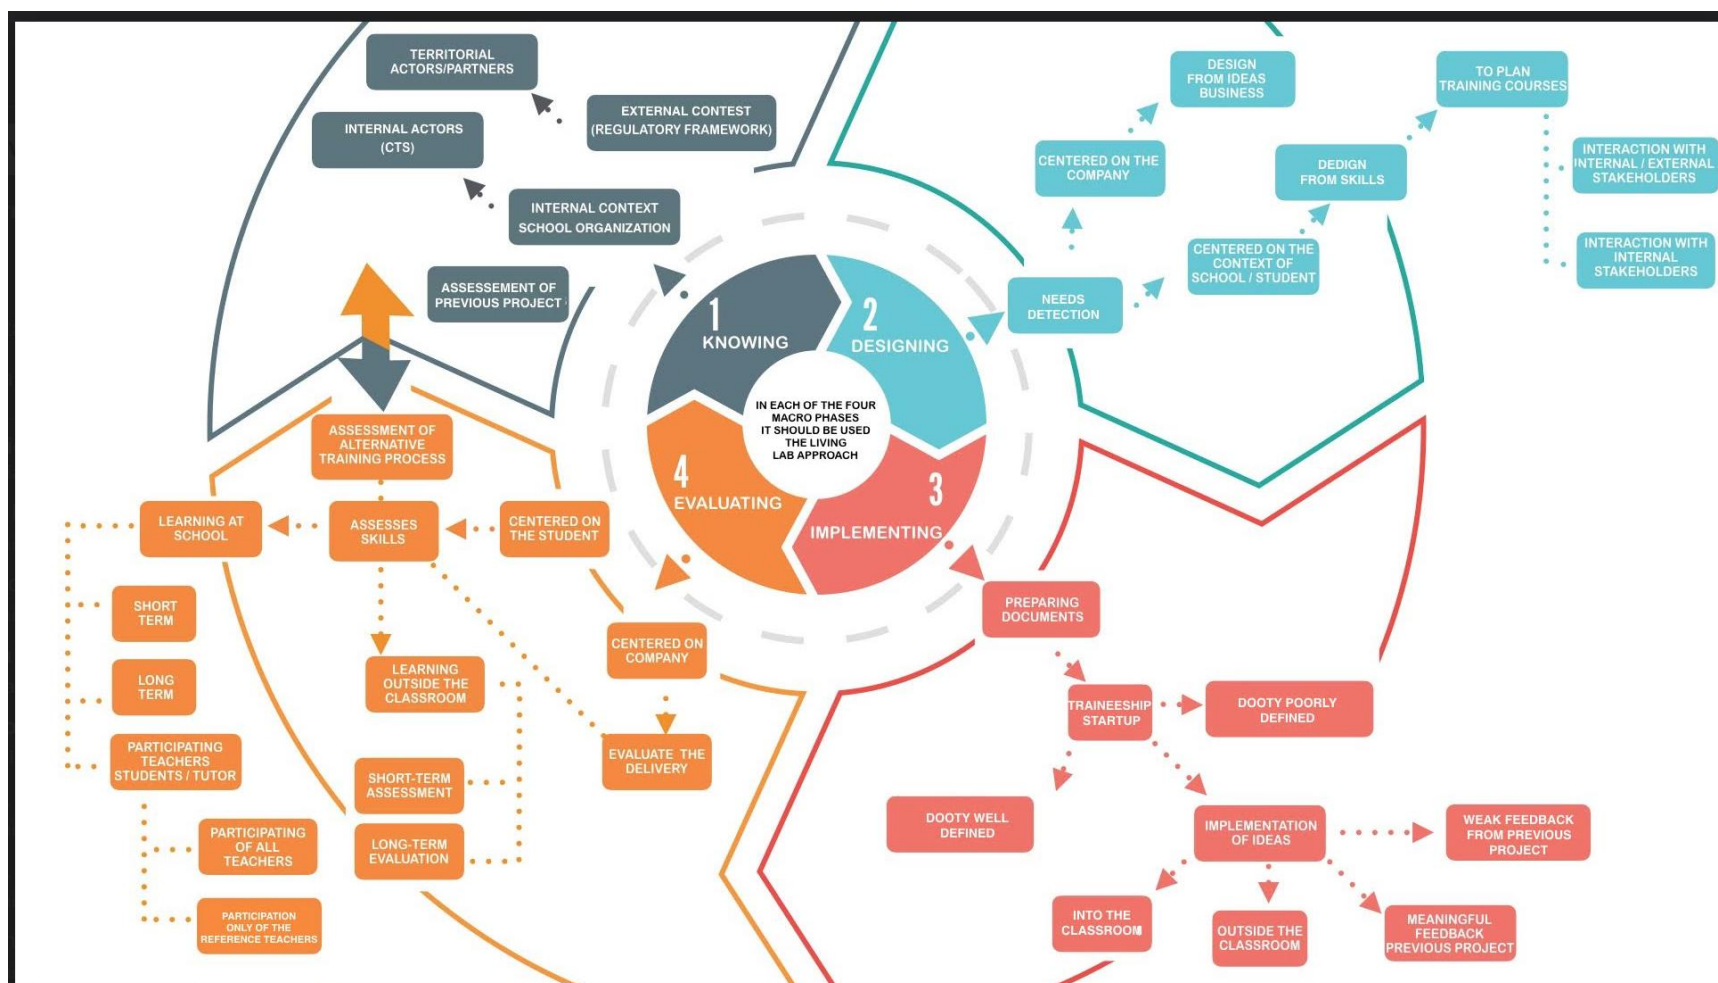 TERRITORIAL
ACTORS/PARTNERS
EXTERNAL CONTEST
(REGULATORY FRAMEWORK)
INTERNAL ACTORS
(CTS)
INTERNAL CONTEXT
SCHOOL ORGANIZATION
ASSESSEMENT OF
PREVIOUS PROJECT
1
KNOWING
2
DESIGNING
3
IMPLEMENTING
4
EVALUATING
IN EACH OF THE FOUR
MACRO PHASES
IT SHOULD BE USED
THE LIVING
LAB APPROACH
NEEDS
DETECTION
CENTERED ON THE
COMPANY
DESIGN
FROM IDEAS
BUSINESS
CENTERED ON THE
CONTEXT OF
SCHOOL / STUDENT
DEDIGN
FROM SKILLS
TO PLAN
TRAINING COURSES
INTERACTION WITH
INTERNAL / EXTERNAL
STAKEHOLDERS
INTERACTION WITH
INTERNAL
STAKEHOLDERS
PREPARING
DOCUMENTS
TRAINEESHIP
STARTUP
DOOTY POORLY
DEFINED
DOOTY WELL
DEFINED
IMPLEMENTATION
OF IDEAS
WEAK FEEDBACK
FROM PREVIOUS
PROJECT
INTO THE
CLASSROOM
OUTSIDE THE
CLASSROOM
MEANINGFUL
FEEDBACK
PREVIOUS PROJECT
ASSESSMENT OF
ALTERNATIVE
TRAINING PROCESS
LEARNING AT
SCHOOL
ASSESSES
SKILLS
CENTERED ON
THE STUDENT
SHORT
TERM
LONG
TERM
PARTICIPATING
TEACHERS
STUDENTS / TUTOR
PARTICIPATING
OF ALL
TEACHERS
PARTICIPATION
ONLY OF THE
REFERENCE TEACHERS
LEARNING
OUTSIDE THE
CLASSROOM
SHORT-TERM
ASSESSMENT
LONG-TERM
EVALUATION
CENTERED ON
COMPANY
EVALUATE THE
DELIVERY